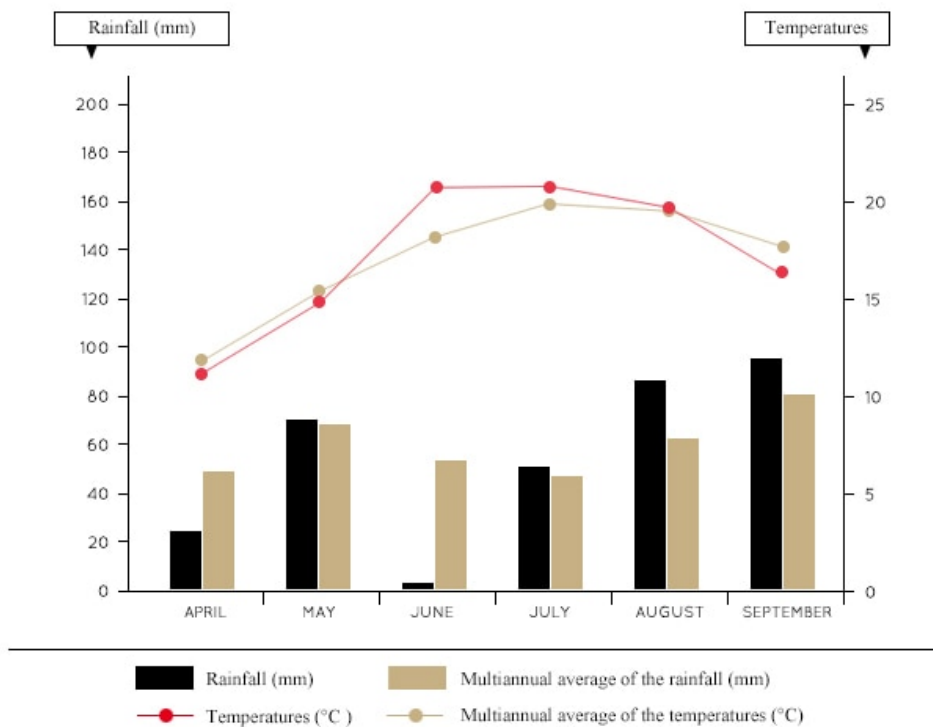 Rainfall (mm)
Temperatures
200
180
160
140
120
100
80
60
40
20
0
25
20
15
10
5
0
APRIL
MAY
JUNE
JULY
AUGUST
SEPTEMBER
Rainfall (mm)
Multiannual average of the rainfall (mm)
Temperatures (°C )
Multiannual average of the temperatures (°C)